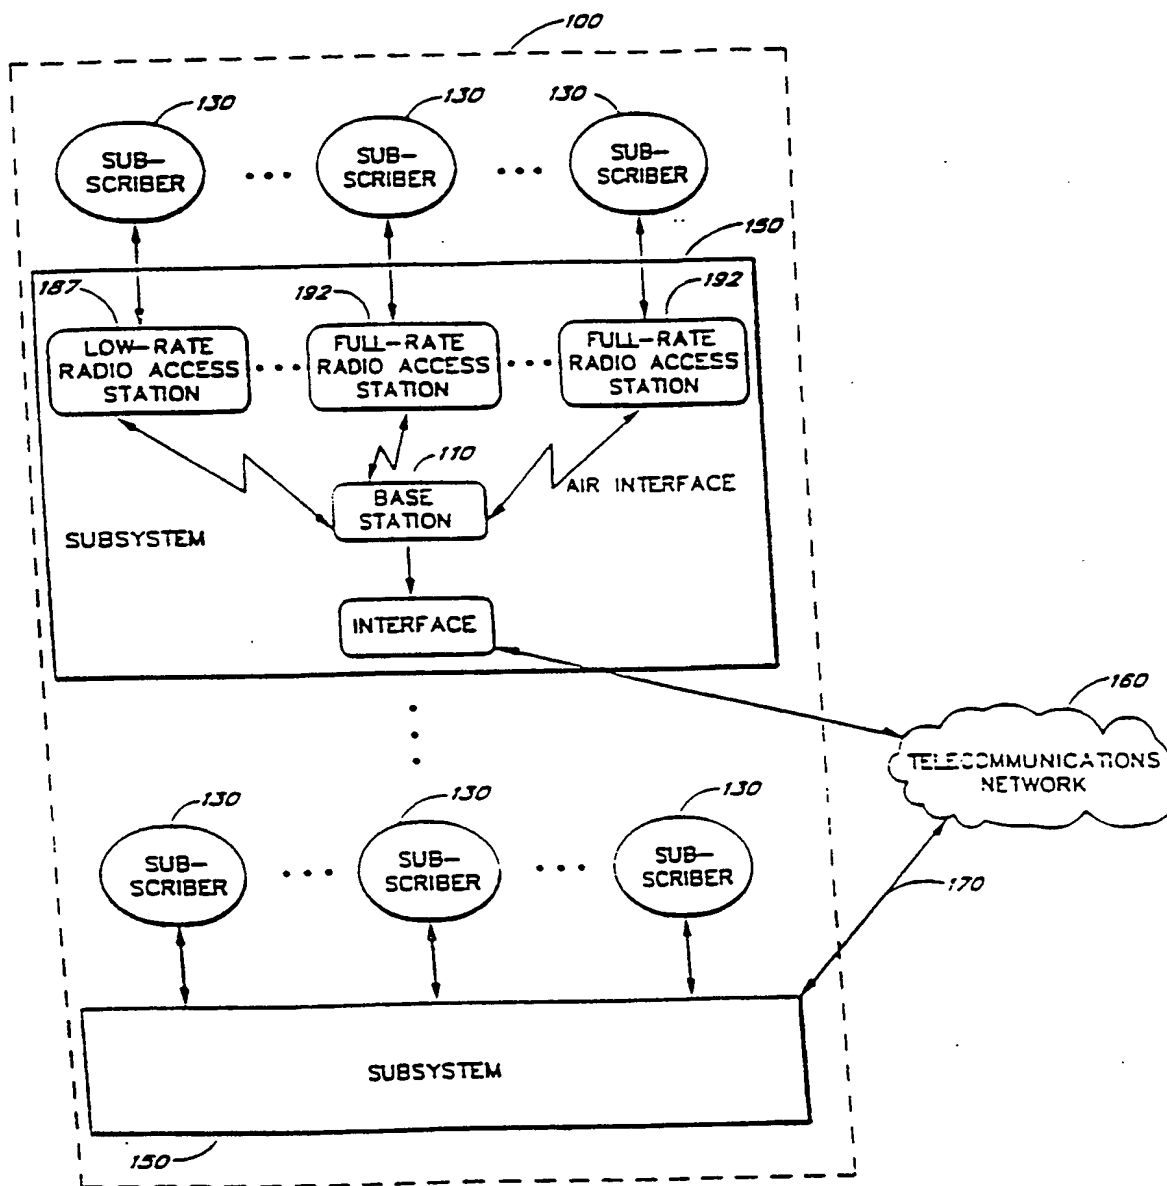 100
130
130
130
SUB-
SCRIBER
SUB-
SCRIBER
SUB-
SCRIBER
150
187
192
192
LOW-RATE
RADIO ACCESS
STATION
FULL-RATE
RADIO ACCESS
STATION
FULL-RATE
RADIO ACCESS
STATION
110
AIR INTERFACE
BASE
STATION
SUBSYSTEM
INTERFACE
160
TELECOMMUNICATIONS
NETWORK
130
130
130
SUB-
SCRIBER
SUB-
SCRIBER
SUB-
SCRIBER
170
SUBSYSTEM
150